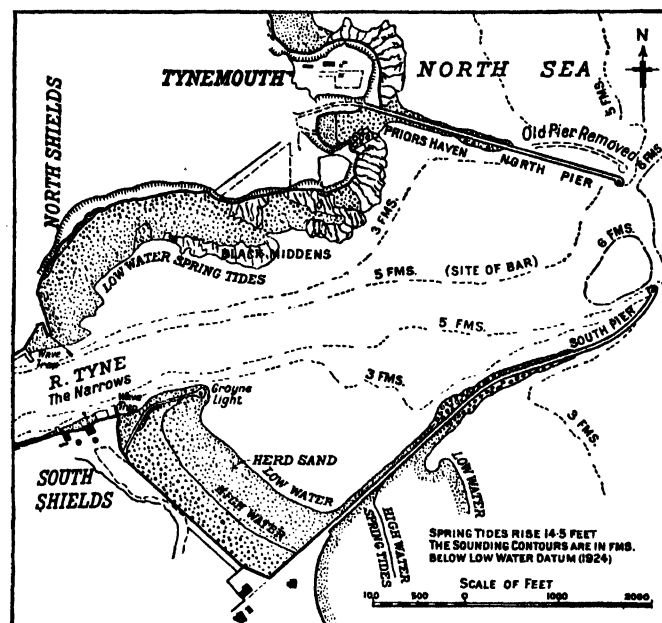 TYNEMOUTH
NORTH SEA
N
5 FMS.
NORTH SHIELDS
Old Pier Removed
PRIORS HAVEN
NORTH PIER
6 FMS.
3 FMS.
BLACK MIDDENS
LOW WATER SPRING TIDES
5 FMS.
(SITE OF BAR)
6 FMS.
5 FMS.
SOUTH PIER
Wave Trap
R. TYNE
The Narrows
3 FMS.
Wave Trap
Groyne Light
3 FMS.
SOUTH SHIELDS
HERD SAND
LOW WATER
HIGH WATER
LOW WATER
HIGH WATER
SPRING TIDES
SPRING TIDES RISE 14·5 FEET
THE SOUNDING CONTOURS ARE IN FMS.
BELOW LOW WATER DATUM (1924)
SCALE OF FEET
500 0 1000 2000